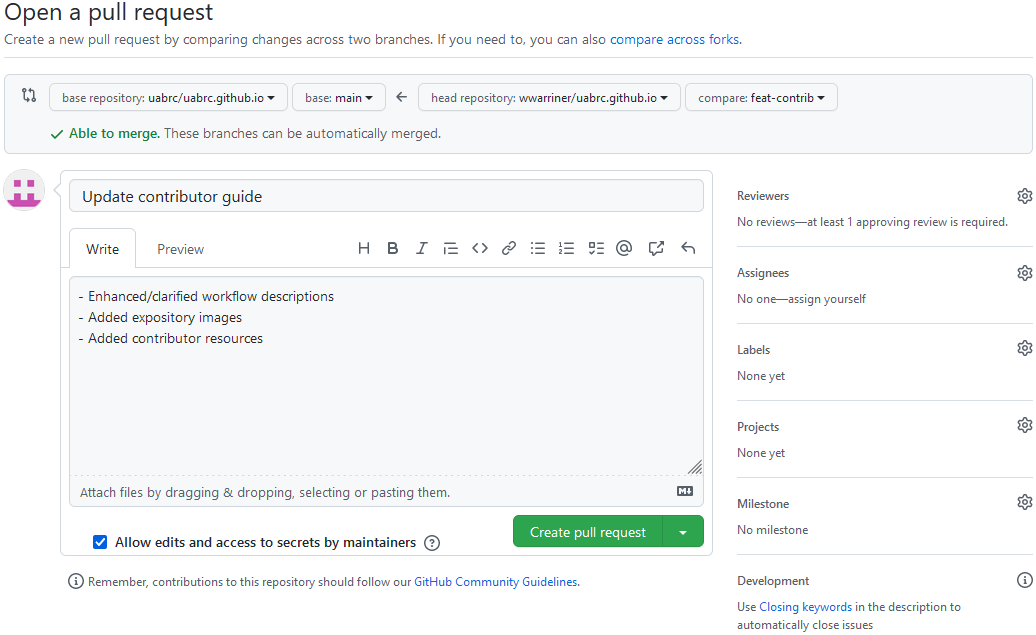 Open a pull request
Create a new pull request by comparing changes across two branches. If you need to, you can also compare across forks.
base repository: uabrc/uabrc.github.io
base: main
head repository: wwarriner/uabrc.github.io
compare: feat-contrib
Able to merge. These branches can be automatically merged.
Update contributor guide
Write
Preview
- Enhanced/clarified workflow descriptions
- Added expository images
- Added contributor resources
Attach files by dragging & dropping, selecting or pasting them.
Allow edits and access to secrets by maintainers
Create pull request
Remember, contributions to this repository should follow our GitHub Community Guidelines.
Reviewers
No reviews—at least 1 approving review is required.
Assignees
No one—assign yourself
Labels
None yet
Projects
None yet
Milestone
No milestone
Development
Use Closing keywords in the description to
automatically close issues